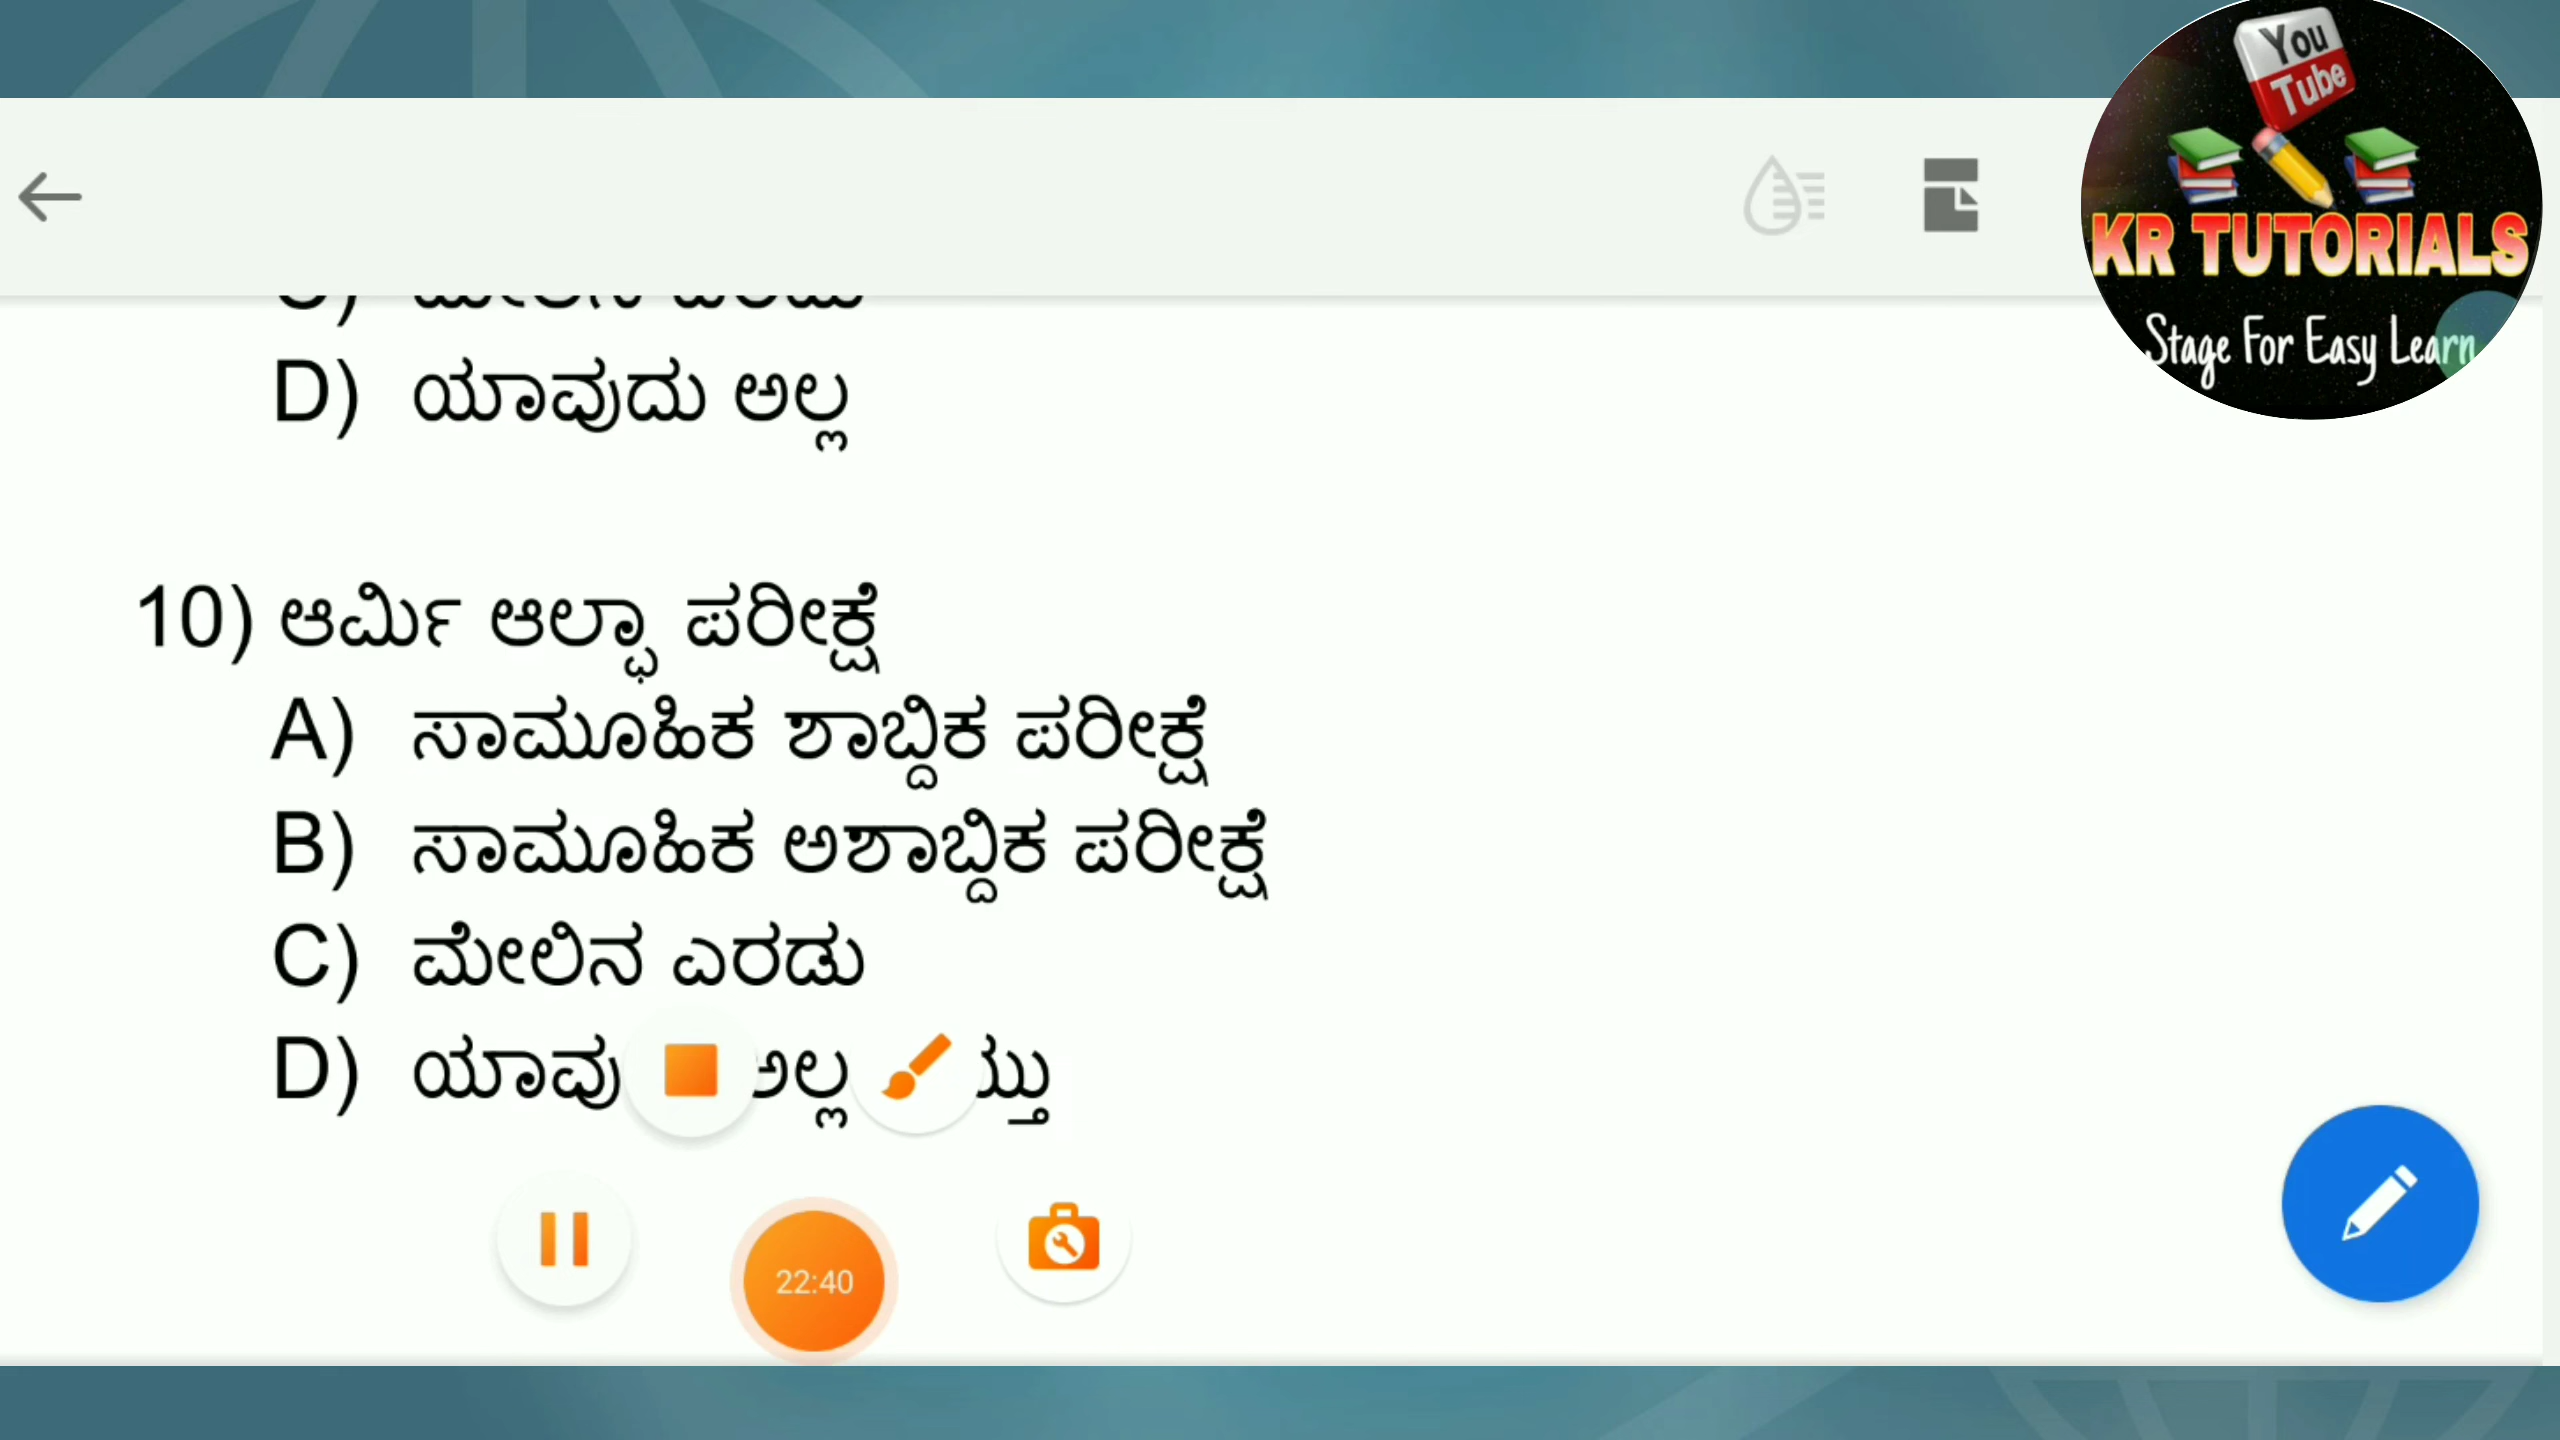 You
Tube
KR TUTORIALS
Stage For Easy Learn
D) ಯಾವುದು ಅಲ್ಲ
10) ಆರ್ಮಿ ಆಲ್ಫಾ ಪರೀಕ್ಷೆ
A) ಸಾಮೂಹಿಕ ಶಾಬ್ದಿಕ ಪರೀಕ್ಷೆ
B) ಸಾಮೂಹಿಕ ಅಶಾಬ್ದಿಕ ಪರೀಕ್ಷೆ
C) ಮೇಲಿನ ಎರಡು
D) ಅಲ್ಲ
22:40